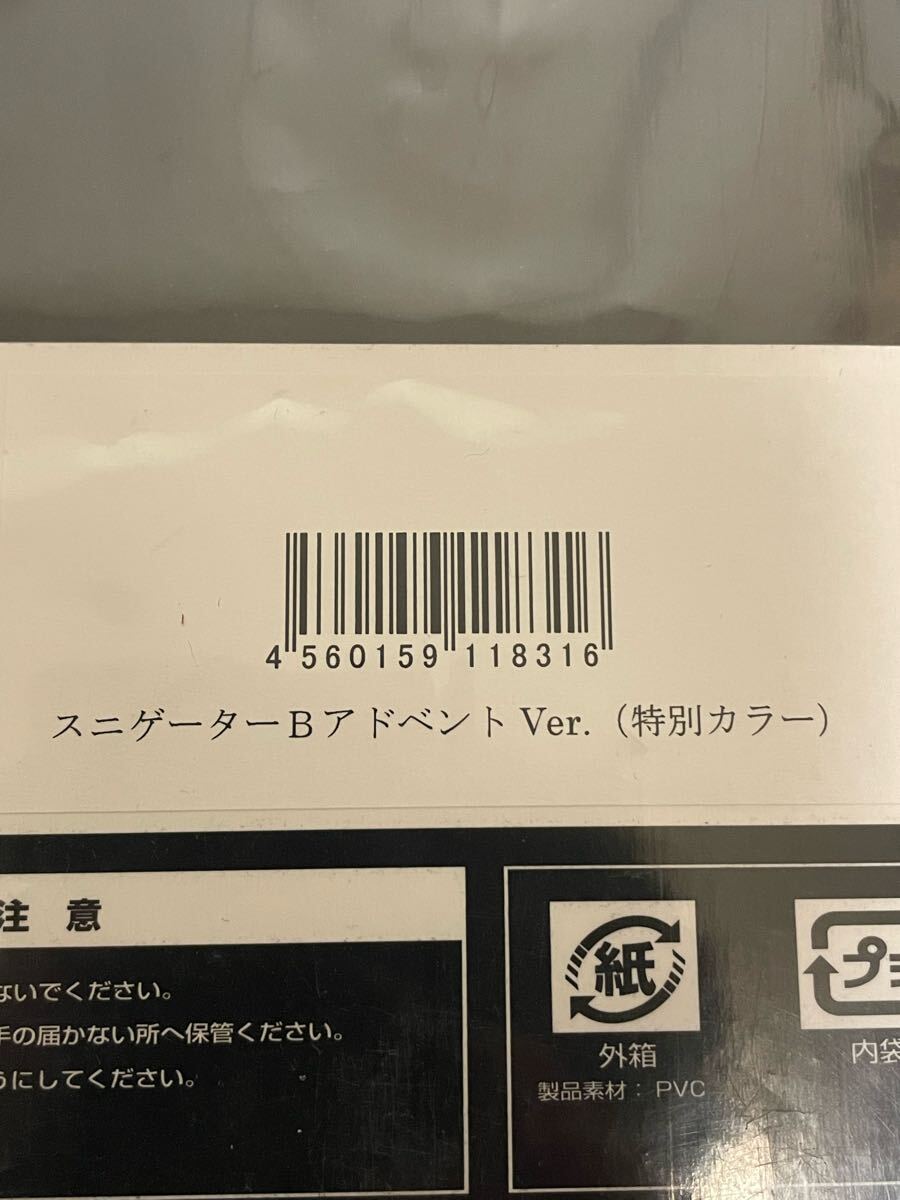 4 560159 118316
スニゲーターBアドベント Ver.（特別カラー）
注 意
ないでください。
手の届かない所へ保管ください。
うにしてください。
紙
外箱
製品素材：PVC
プ
内袋